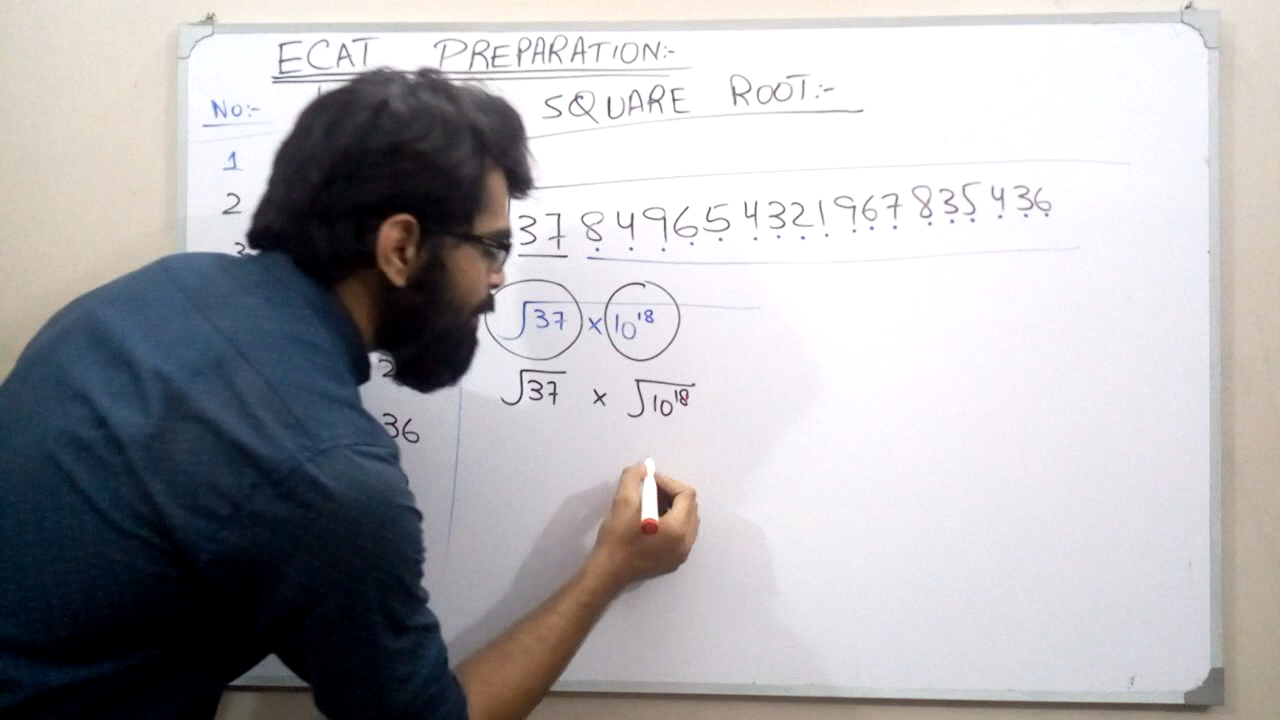 ECAT PREPARATION:-
No:- SQUARE ROOT:-
1
2 37 8 4 9 6 5 4 3 2 1 9 6 7 8 3 5 4 3 6
3
√37 × 10^18
2 √37 × √10^18
36